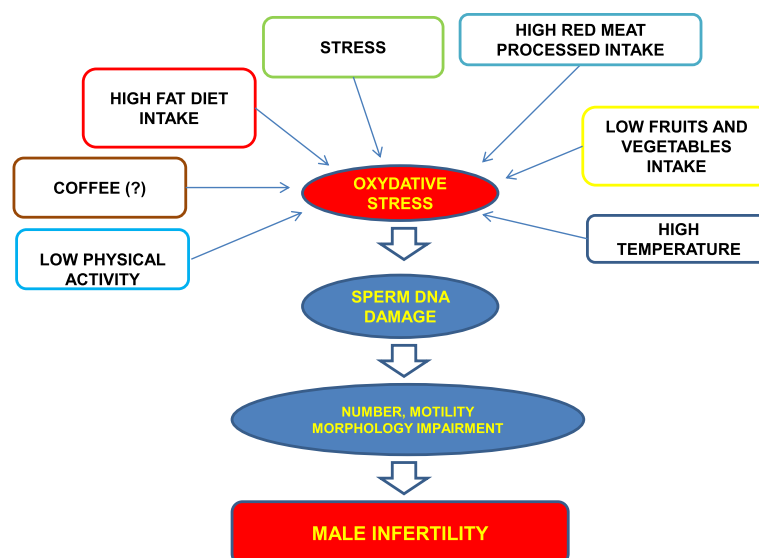 STRESS
HIGH RED MEAT
PROCESSED INTAKE
HIGH FAT DIET
INTAKE
LOW FRUITS AND
VEGETABLES
INTAKE
COFFEE (?)
OXYDATIVE
STRESS
LOW PHYSICAL
ACTIVITY
HIGH
TEMPERATURE
SPERM DNA
DAMAGE
NUMBER, MOTILITY
MORPHOLOGY IMPAIRMENT
MALE INFERTILITY